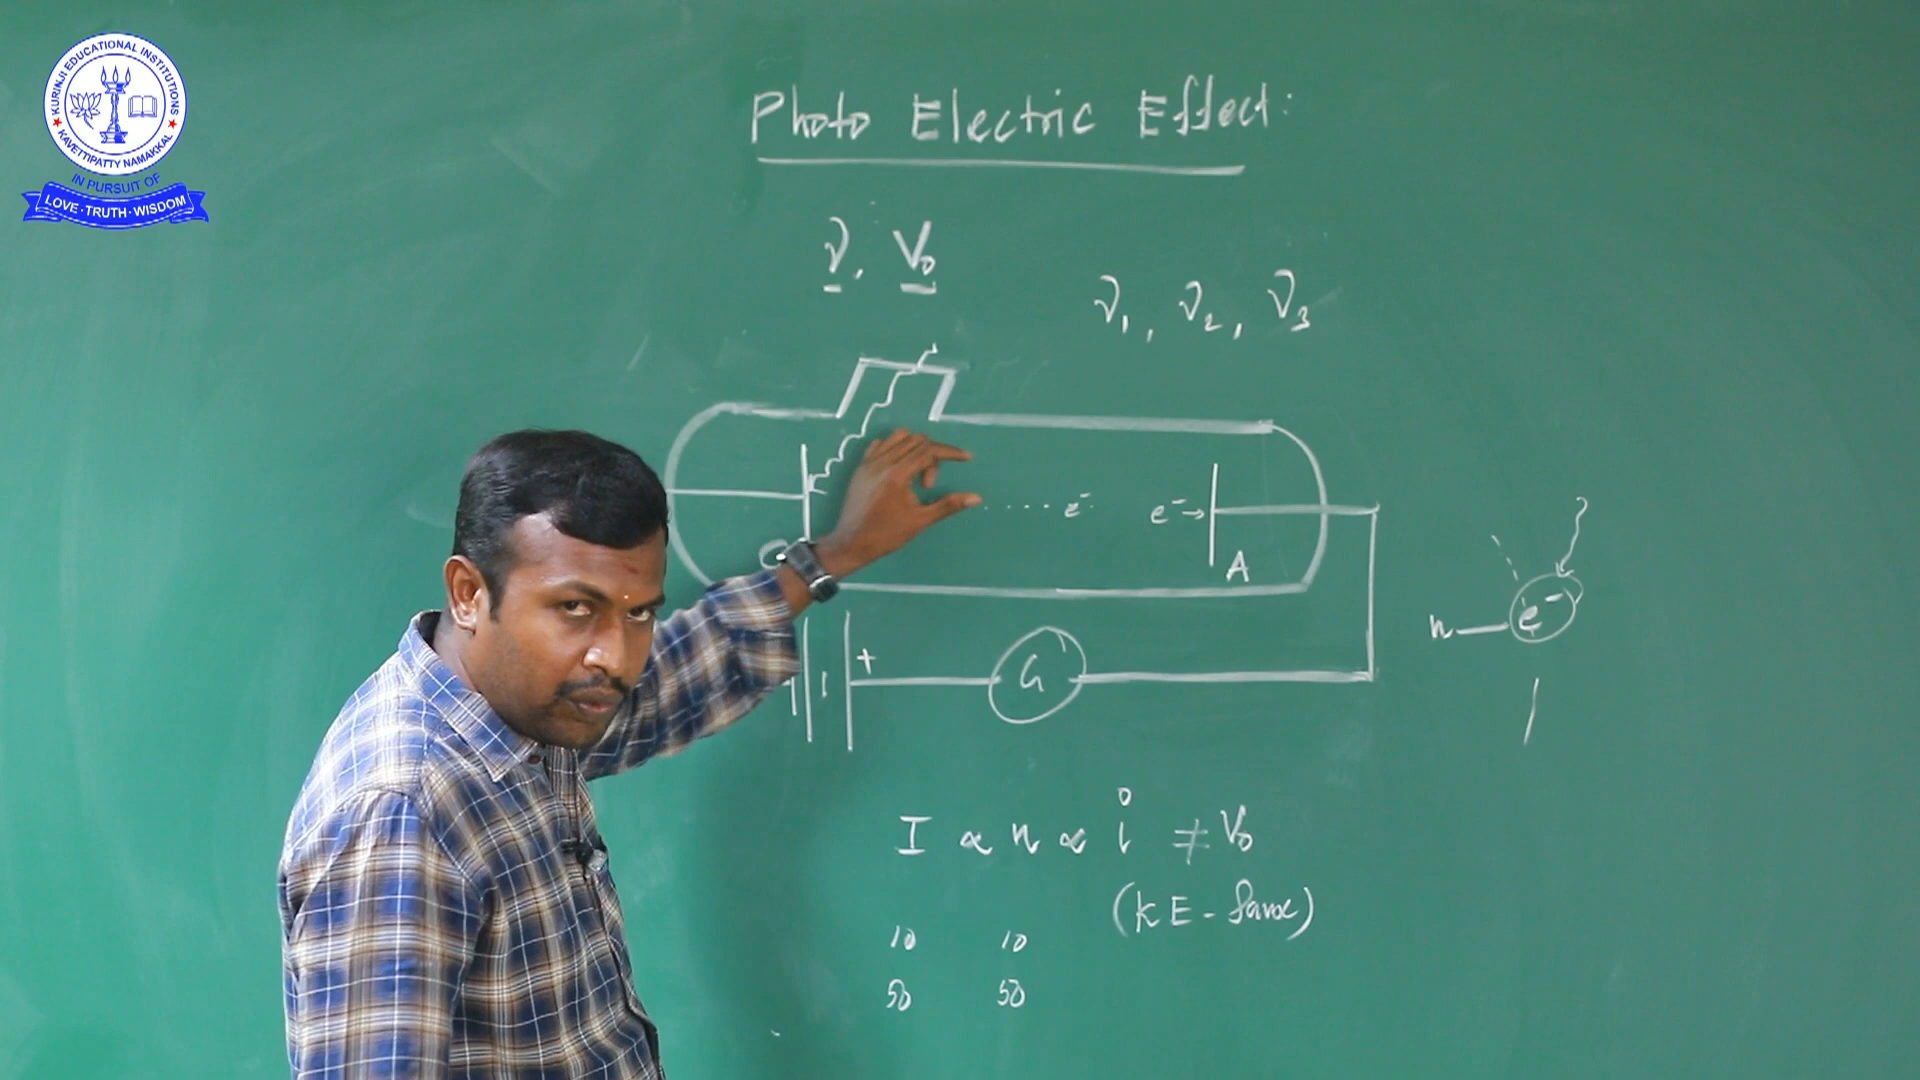 KURINJI EDUCATIONAL INSTITUTIONS
KAVETTIPATTY NAMAKKAL
IN PURSUIT OF
LOVE · TRUTH · WISDOM
Photo Electric Effect:
ν, V₀
ν₁, ν₂, ν₃
e⁻ e⁻→
C A
n — e⁻
+ G
I ∝ n ∝ i ≠ V₀
(KE -
10 10
50 50